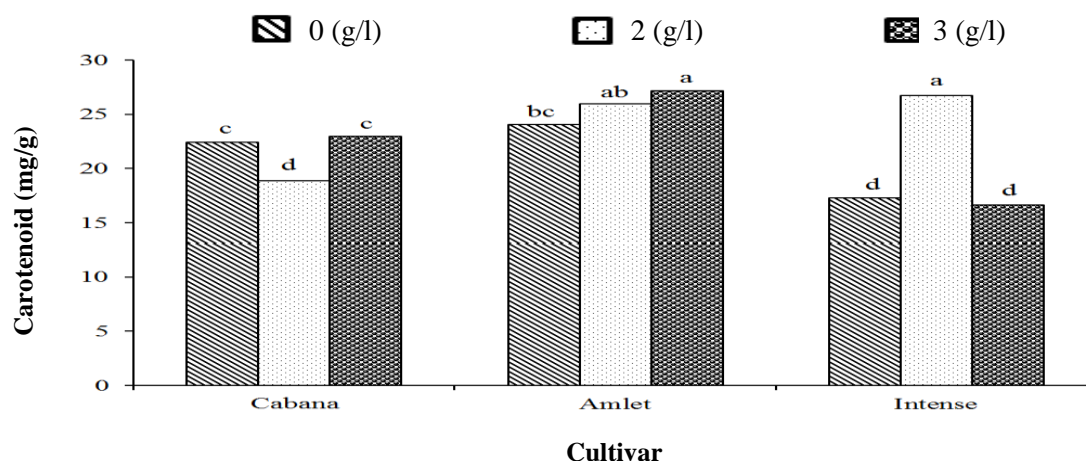 0 (g/l) 2 (g/l) 3 (g/l)
30
25
20
15
10
5
0
Carotenoid (mg/g)
c d c
bc ab a
d a d
Cabana Amlet Intense
Cultivar